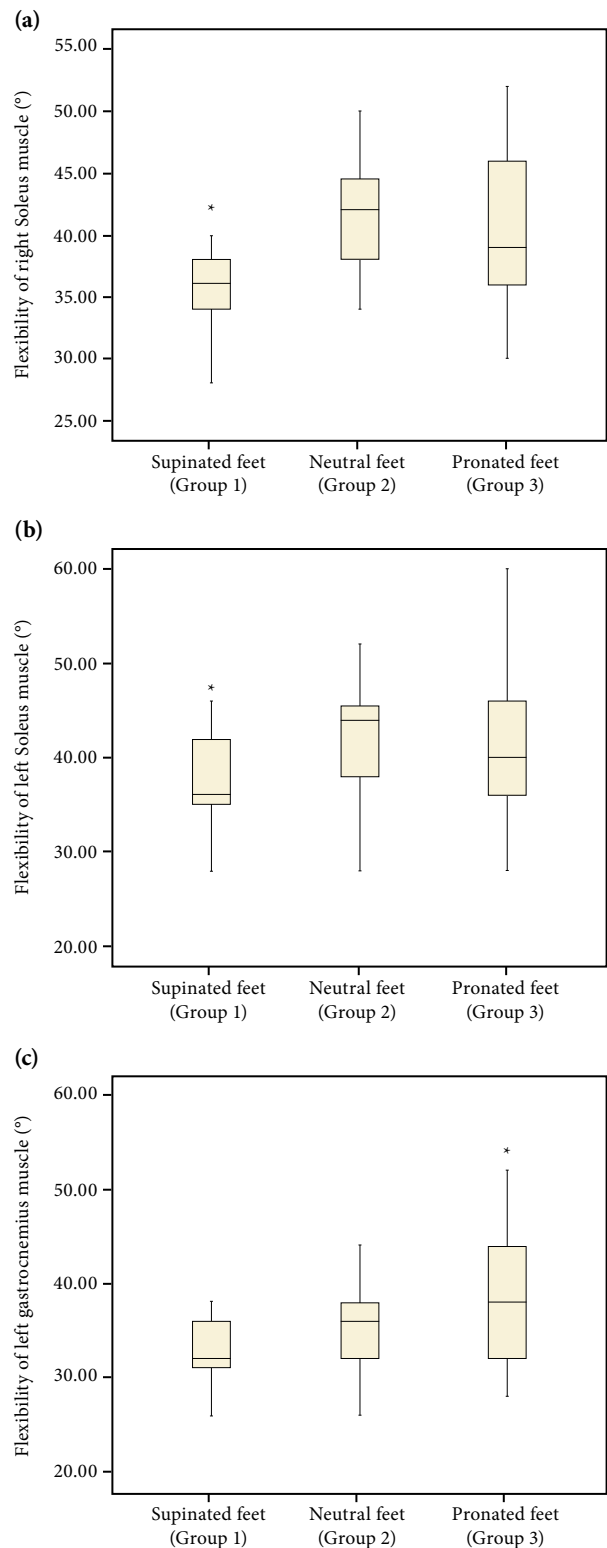 (a)
Flexibility of right Soleus muscle (°)
55.00
50.00
45.00
40.00
35.00
30.00
25.00
Supinated feet
(Group 1)
Neutral feet
(Group 2)
Pronated feet
(Group 3)
(b)
Flexibility of left Soleus muscle (°)
60.00
50.00
40.00
30.00
20.00
Supinated feet
(Group 1)
Neutral feet
(Group 2)
Pronated feet
(Group 3)
(c)
Flexibility of left gastrocnemius muscle (°)
60.00
50.00
40.00
30.00
20.00
Supinated feet
(Group 1)
Neutral feet
(Group 2)
Pronated feet
(Group 3)